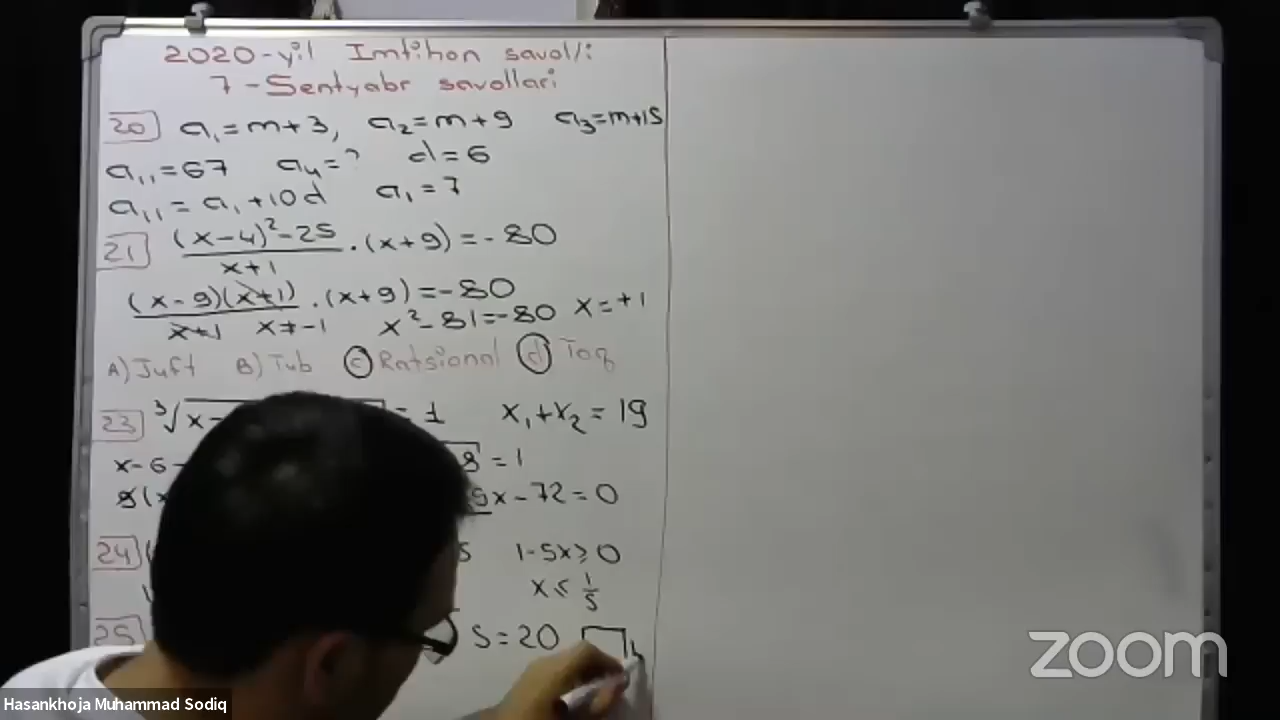 2020-yil Imtihon savol/i
7-Sentyabr savollari
20) a₁=m+3, a₂=m+9 a₃=m+15
a₁₁=67 a₄=? d=6
a₁₁=a₁+10d a₁=7
21) ((x-4)²-25)/(x+1) ·(x+9)=-80
((x-9)(x+1))/(x+1) ·(x+9)=-80
x≠-1 x²-81=-80 x=+1
A) Juft B) Tub C) Ratsional d) Toq
23) ³√x- =1 x₁+x₂=19
x-6- 8=1
9(x 9x-72=0
24) ( 5 1-5x≥0
x≤1/5
25 S=20
zoom
Hasankhoja Muhammad Sodiq